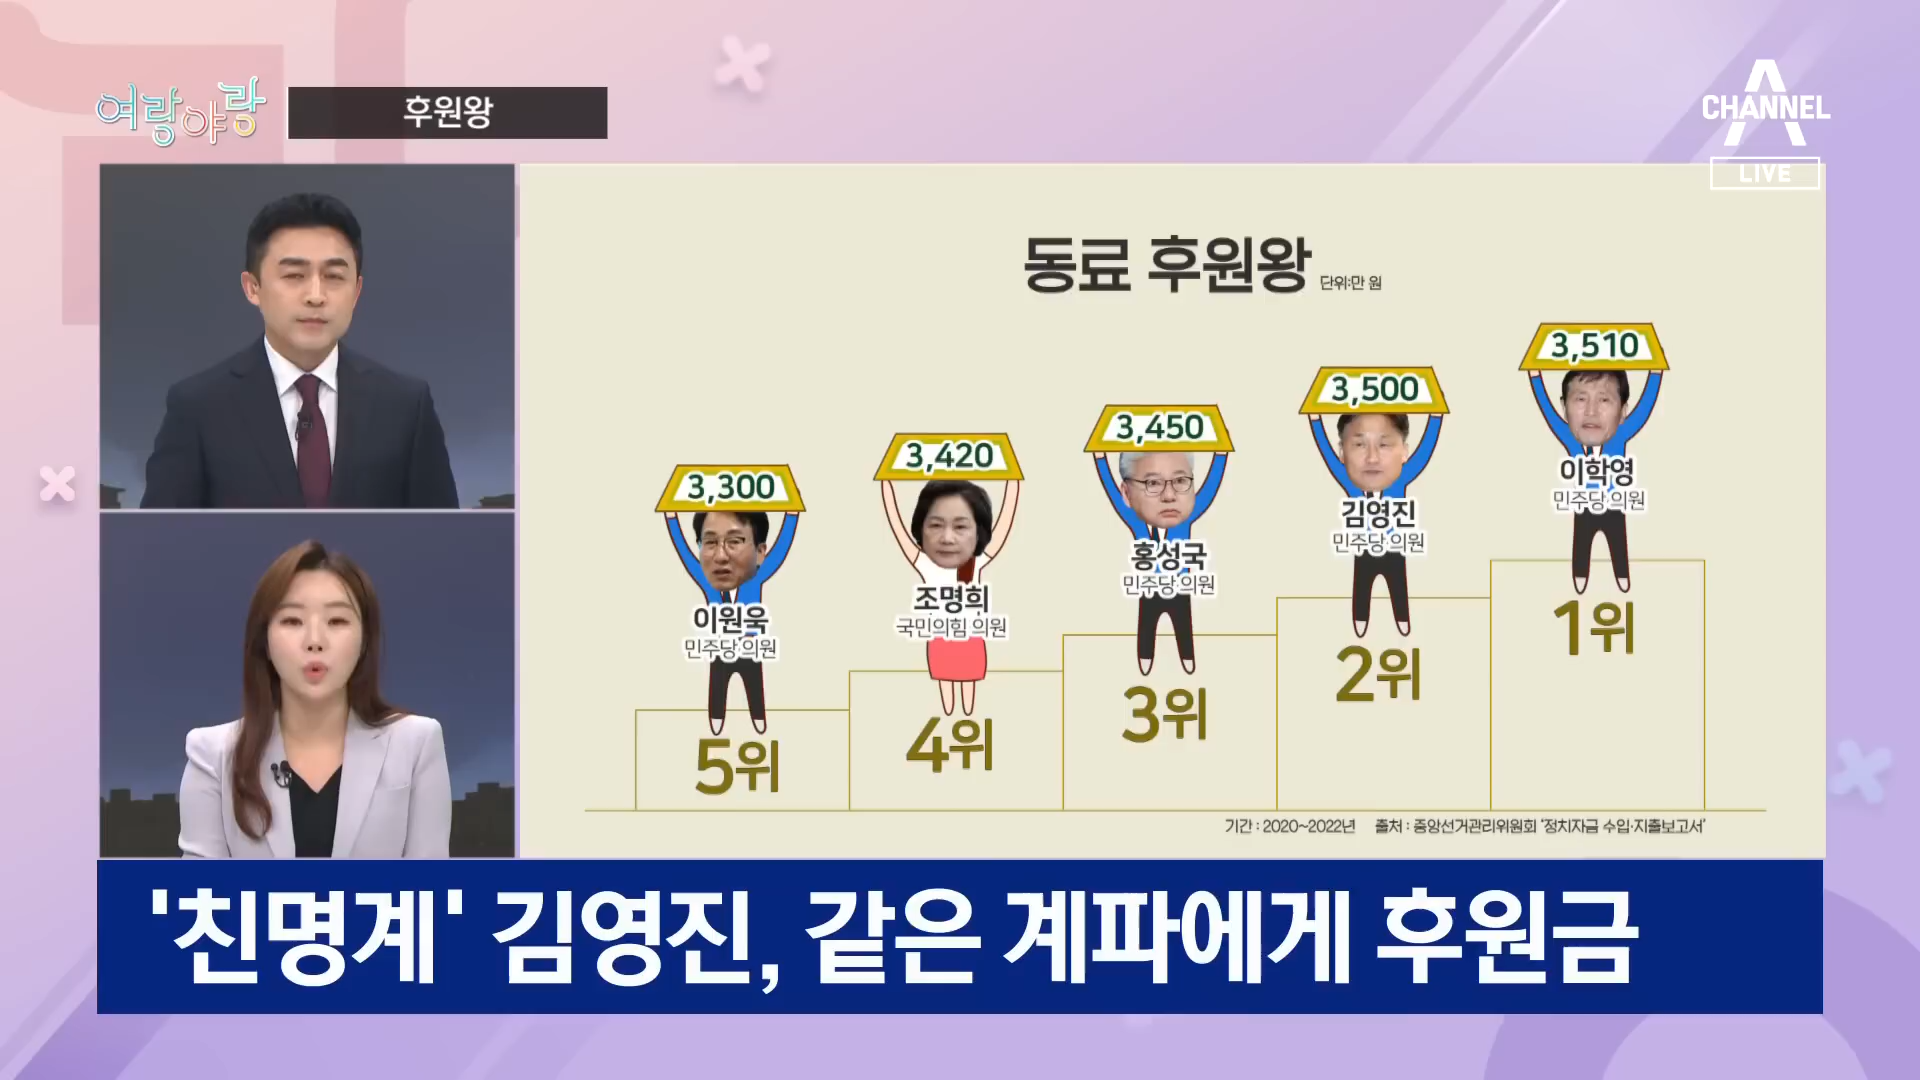 여랑야랑
후원왕
CHANNEL A
LIVE
동료 후원왕 단위:만 원
3,300
이원욱
민주당 의원
5위
3,420
조명희
국민의힘 의원
4위
3,450
홍성국
민주당 의원
3위
3,500
김영진
민주당 의원
2위
3,510
이학영
민주당 의원
1위
기간 : 2020~2022년 출처 : 중앙선거관리위원회 '정치자금 수입·지출보고서'
'친명계' 김영진, 같은 계파에게 후원금